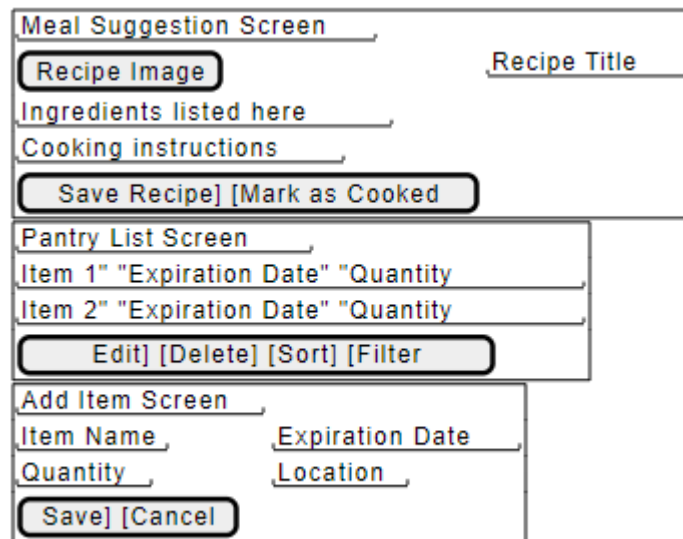 Meal Suggestion Screen
Recipe Image Recipe Title
Ingredients listed here
Cooking instructions
Save Recipe] [Mark as Cooked
Pantry List Screen
Item 1" "Expiration Date" "Quantity
Item 2" "Expiration Date" "Quantity
Edit] [Delete] [Sort] [Filter
Add Item Screen
Item Name Expiration Date
Quantity Location
Save] [Cancel